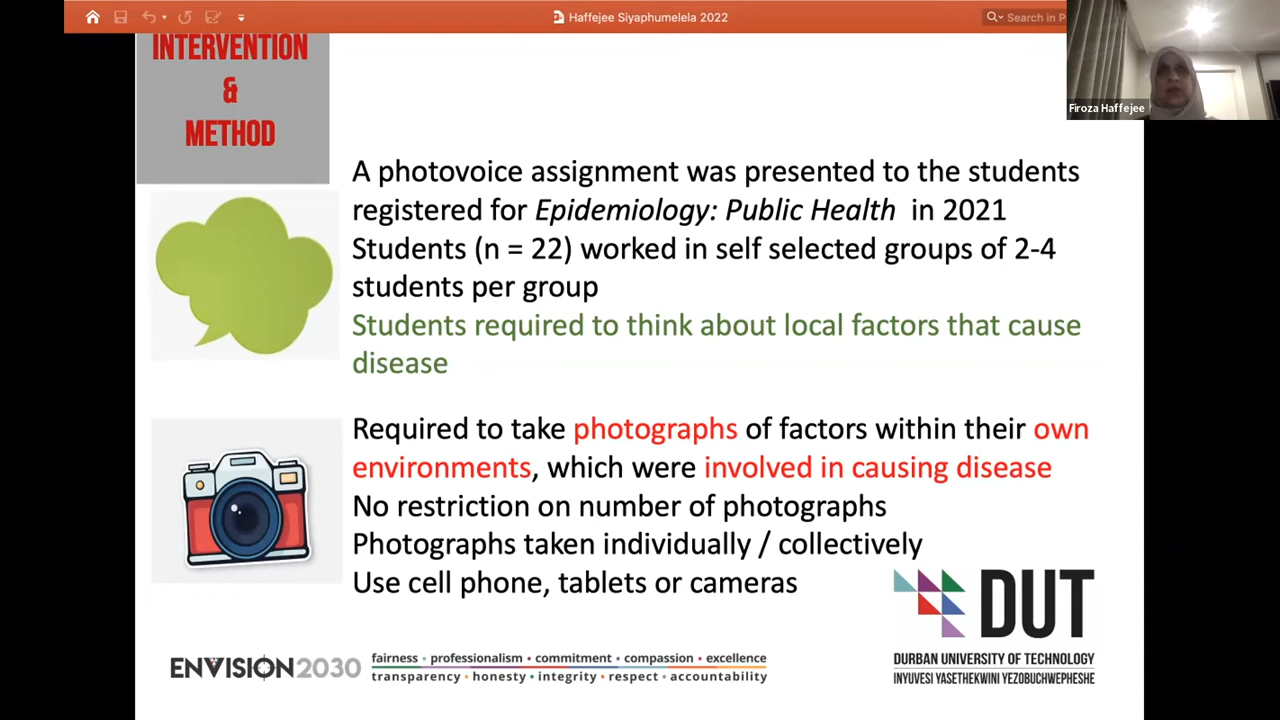 Haffejee Siyaphumelela 2022
Search in P
Firoza Haffejee
INTERVENTION
&
METHOD
A photovoice assignment was presented to the students
registered for Epidemiology: Public Health in 2021
Students (n = 22) worked in self selected groups of 2-4
students per group
Students required to think about local factors that cause
disease
Required to take photographs of factors within their own
environments, which were involved in causing disease
No restriction on number of photographs
Photographs taken individually / collectively
Use cell phone, tablets or cameras
DUT
DURBAN UNIVERSITY OF TECHNOLOGY
INYUVESI YASETHEKWINI YEZOBUCHWEPHESHE
ENVISION2030
fairness • professionalism • commitment • compassion • excellence
transparency • honesty • integrity • respect • accountability